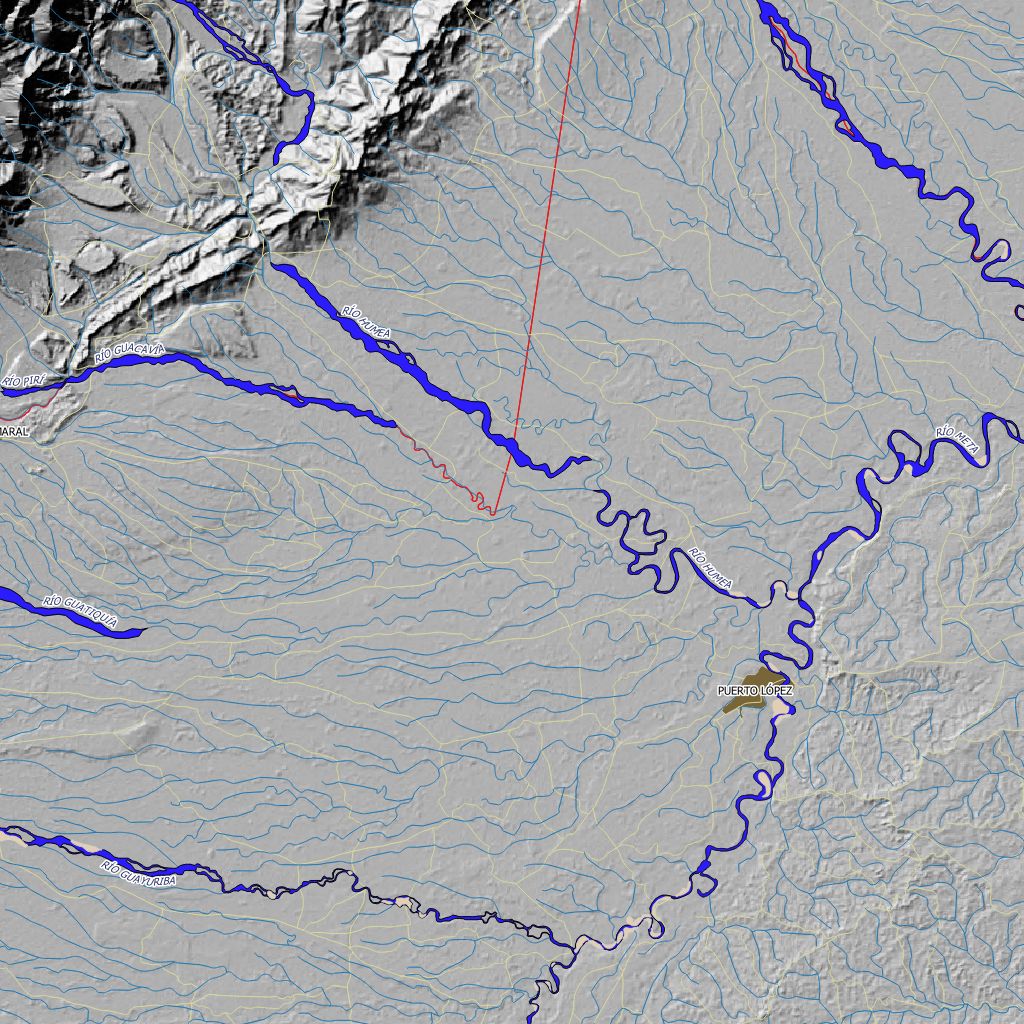 RÍO HUMEA
RÍO GUACAVÍA
RÍO PIRÍ
MARAL
RÍO META
RÍO HUMEA
RÍO GUATIQUÍA
PUERTO LÓPEZ
RÍO GUAYURIBA